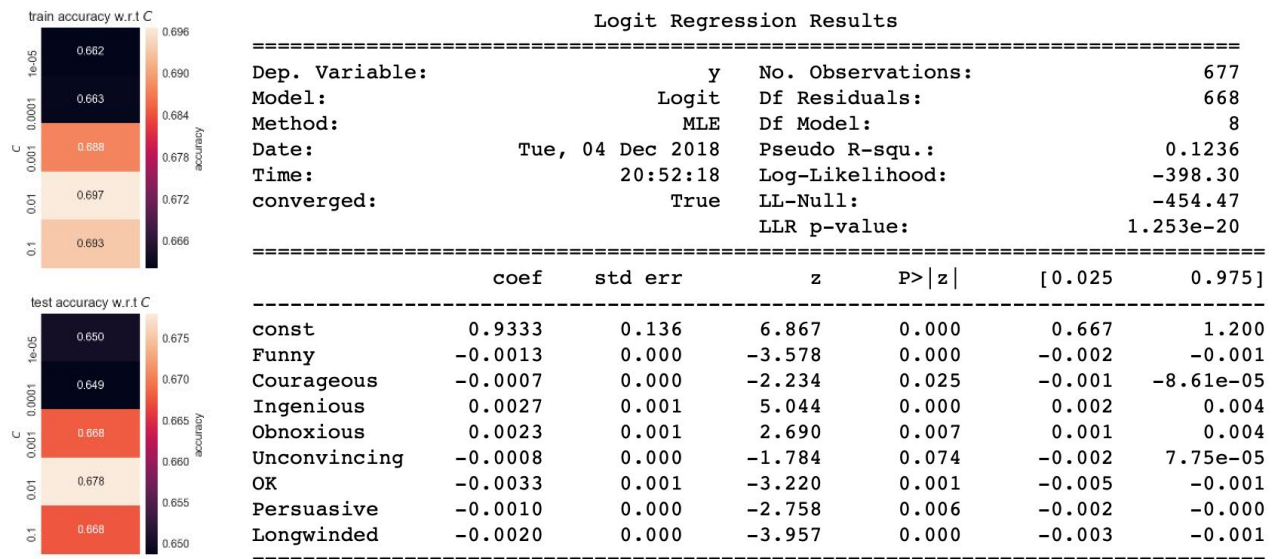 train accuracy w.r.t C
0.662
0.663
0.688
0.697
0.693
1e-05
0.0001
0.001
0.01
0.1
C
0.696
0.690
0.684
0.678
0.672
0.666
accuracy
test accuracy w.r.t C
0.650
0.649
0.668
0.678
0.668
1e-05
0.0001
0.001
0.01
0.1
C
0.675
0.670
0.665
0.660
0.655
0.650
accuracy
Logit Regression Results
==============================================================================
Dep. Variable: y No. Observations: 677
Model: Logit Df Residuals: 668
Method: MLE Df Model: 8
Date: Tue, 04 Dec 2018 Pseudo R-squ.: 0.1236
Time: 20:52:18 Log-Likelihood: -398.30
converged: True LL-Null: -454.47
LLR p-value: 1.253e-20
================================================================================
coef std err z P>|z| [0.025 0.975]
--------------------------------------------------------------------------------
const 0.9333 0.136 6.867 0.000 0.667 1.200
Funny -0.0013 0.000 -3.578 0.000 -0.002 -0.001
Courageous -0.0007 0.000 -2.234 0.025 -0.001 -8.61e-05
Ingenious 0.0027 0.001 5.044 0.000 0.002 0.004
Obnoxious 0.0023 0.001 2.690 0.007 0.001 0.004
Unconvincing -0.0008 0.000 -1.784 0.074 -0.002 7.75e-05
OK -0.0033 0.001 -3.220 0.001 -0.005 -0.001
Persuasive -0.0010 0.000 -2.758 0.006 -0.002 -0.000
Longwinded -0.0020 0.000 -3.957 0.000 -0.003 -0.001
--------------------------------------------------------------------------------